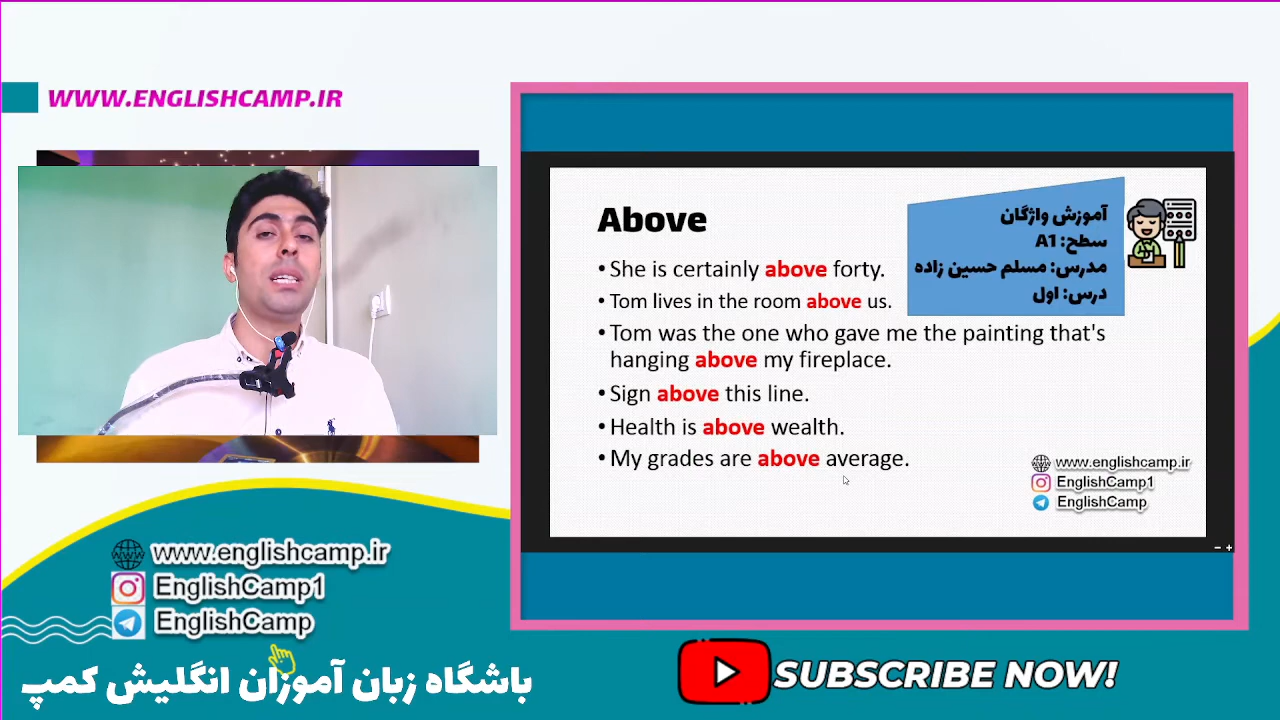 WWW.ENGLISHCAMP.IR
Above
• She is certainly above forty.
• Tom lives in the room above us.
• Tom was the one who gave me the painting that's
hanging above my fireplace.
• Sign above this line.
• Health is above wealth.
• My grades are above average.
آموزش واژگان
سطح: A1
مدرس: مسلم حسین زاده
درس: اول
www.englishcamp.ir
EnglishCamp1
EnglishCamp
www.englishcamp.ir
EnglishCamp1
EnglishCamp
باشگاه زبان آموزان انگلیش کمپ
SUBSCRIBE NOW!